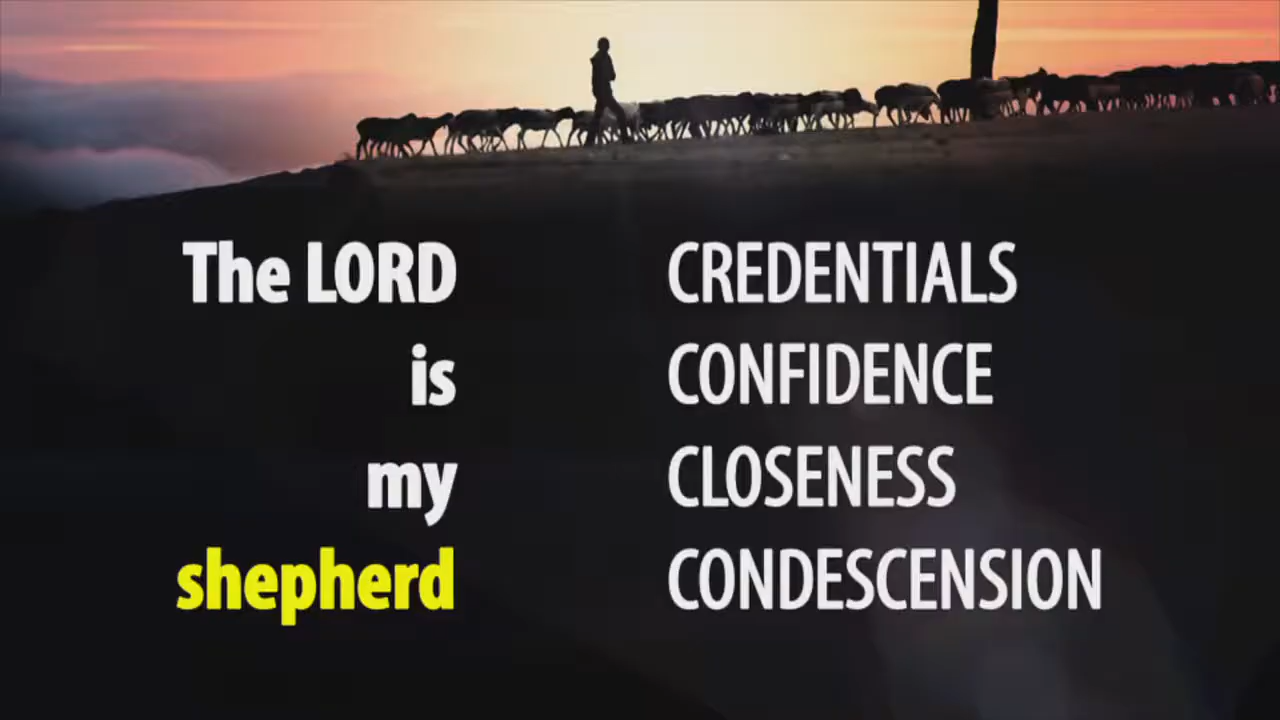 The LORD CREDENTIALS
is CONFIDENCE
my CLOSENESS
shepherd CONDESCENSION